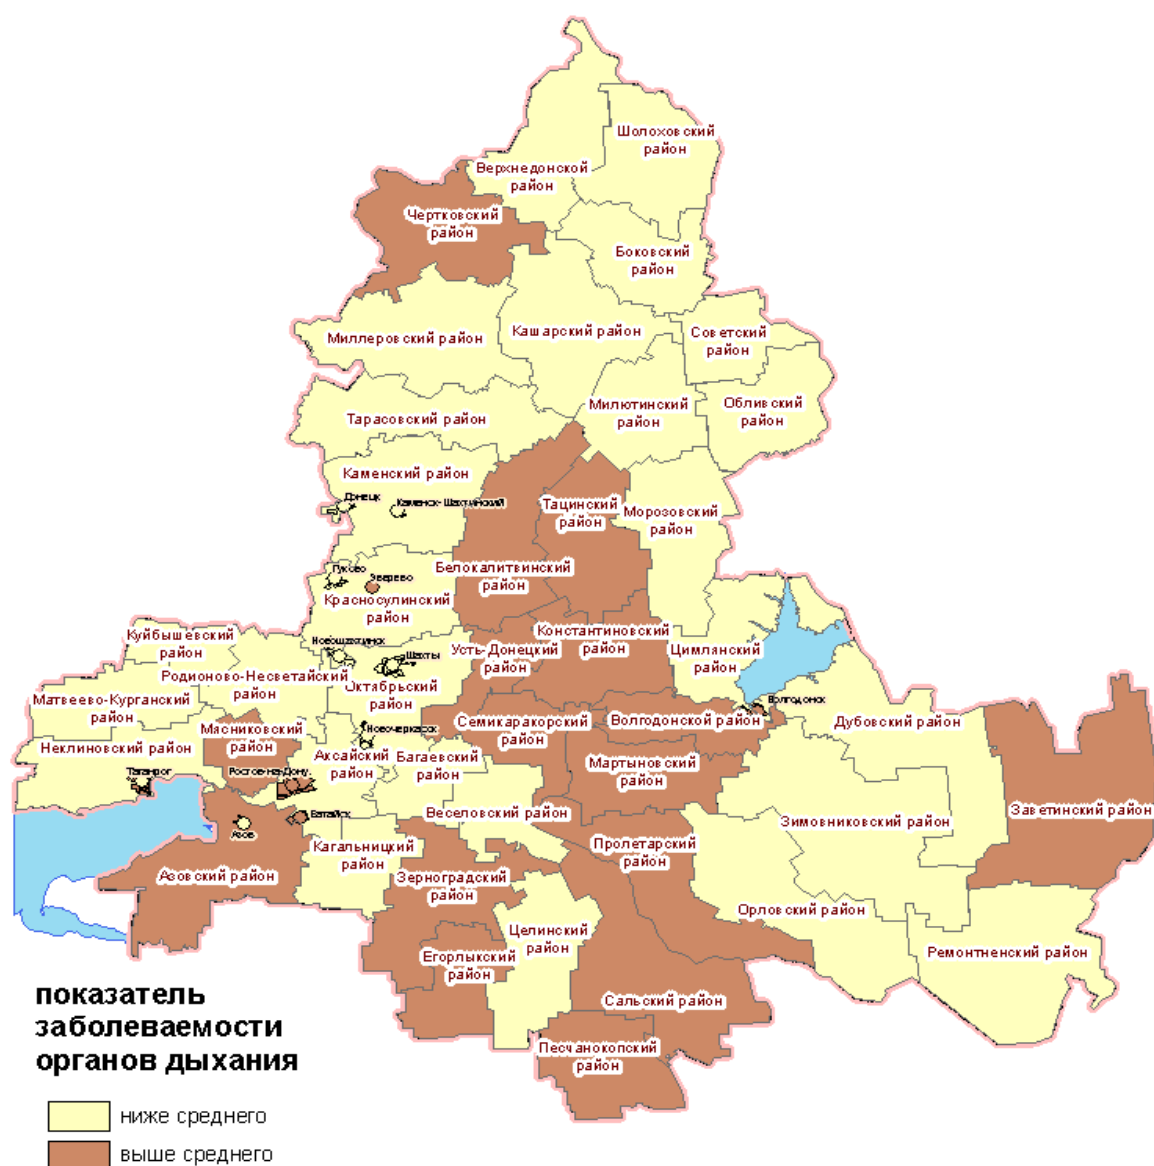 Шолоховский
район
Верхнедонской
район
Чертковский
район
Боковский
район
Миллеровский район
Кашарский район
Советский
район
Тарасовский район
Милютинский
район
Обливский
район
Каменский район
Донецк
Каменск-Шахтинский
Тацинский
район
Морозовский
район
Гуково
Зверево
Белокалитвинский
район
Красносулинский
район
Куйбышевский
район
Новошахтинск
Шахты
Усть-Донецкий
район
Константиновский
район
Цимлянский
район
Родионово-Несветайский
район
Октябрьский
район
Матвеево-Курганский
район
Волгодонск
Мясниковский
район
Новочеркасск
Семикаракорский
район
Волгодонской район
Дубовский район
Неклиновский район
Аксайский
район
Багаевский
район
Мартыновский
район
Таганрог
Ростов-на-Дону.
Заветинский район
Азов
Батайск
Веселовский район
Зимовниковский район
Кагальницкий
район
Пролетарский
район
Азовский район
Зерноградский
район
Орловский район
Целинский
район
Егорлыкский
район
Ремонтненский район
Сальский район
Песчанокопский
район
показатель
заболеваемости
органов дыхания
ниже среднего
выше среднего